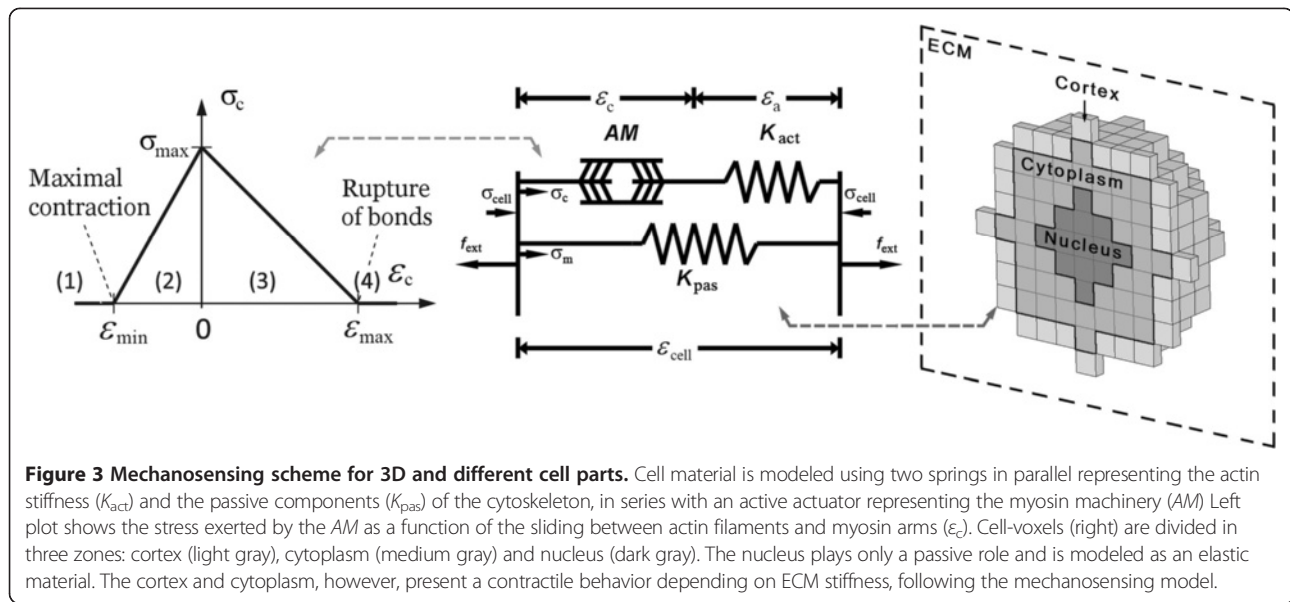 σc
σmax
Maximal
contraction
Rupture
of bonds
(1)
(2)
(3)
(4)
εc
εmin
0
εmax
εc
εa
AM
Kact
σcell
σc
σcell
fext
σm
fext
Kpas
εcell
ECM
Cortex
Cytoplasm
Nucleus
Figure 3 Mechanosensing scheme for 3D and different cell parts. Cell material is modeled using two springs in parallel representing the actin
stiffness (Kact) and the passive components (Kpas) of the cytoskeleton, in series with an active actuator representing the myosin machinery (AM) Left
plot shows the stress exerted by the AM as a function of the sliding between actin filaments and myosin arms (εc). Cell-voxels (right) are divided in
three zones: cortex (light gray), cytoplasm (medium gray) and nucleus (dark gray). The nucleus plays only a passive role and is modeled as an elastic
material. The cortex and cytoplasm, however, present a contractile behavior depending on ECM stiffness, following the mechanosensing model.